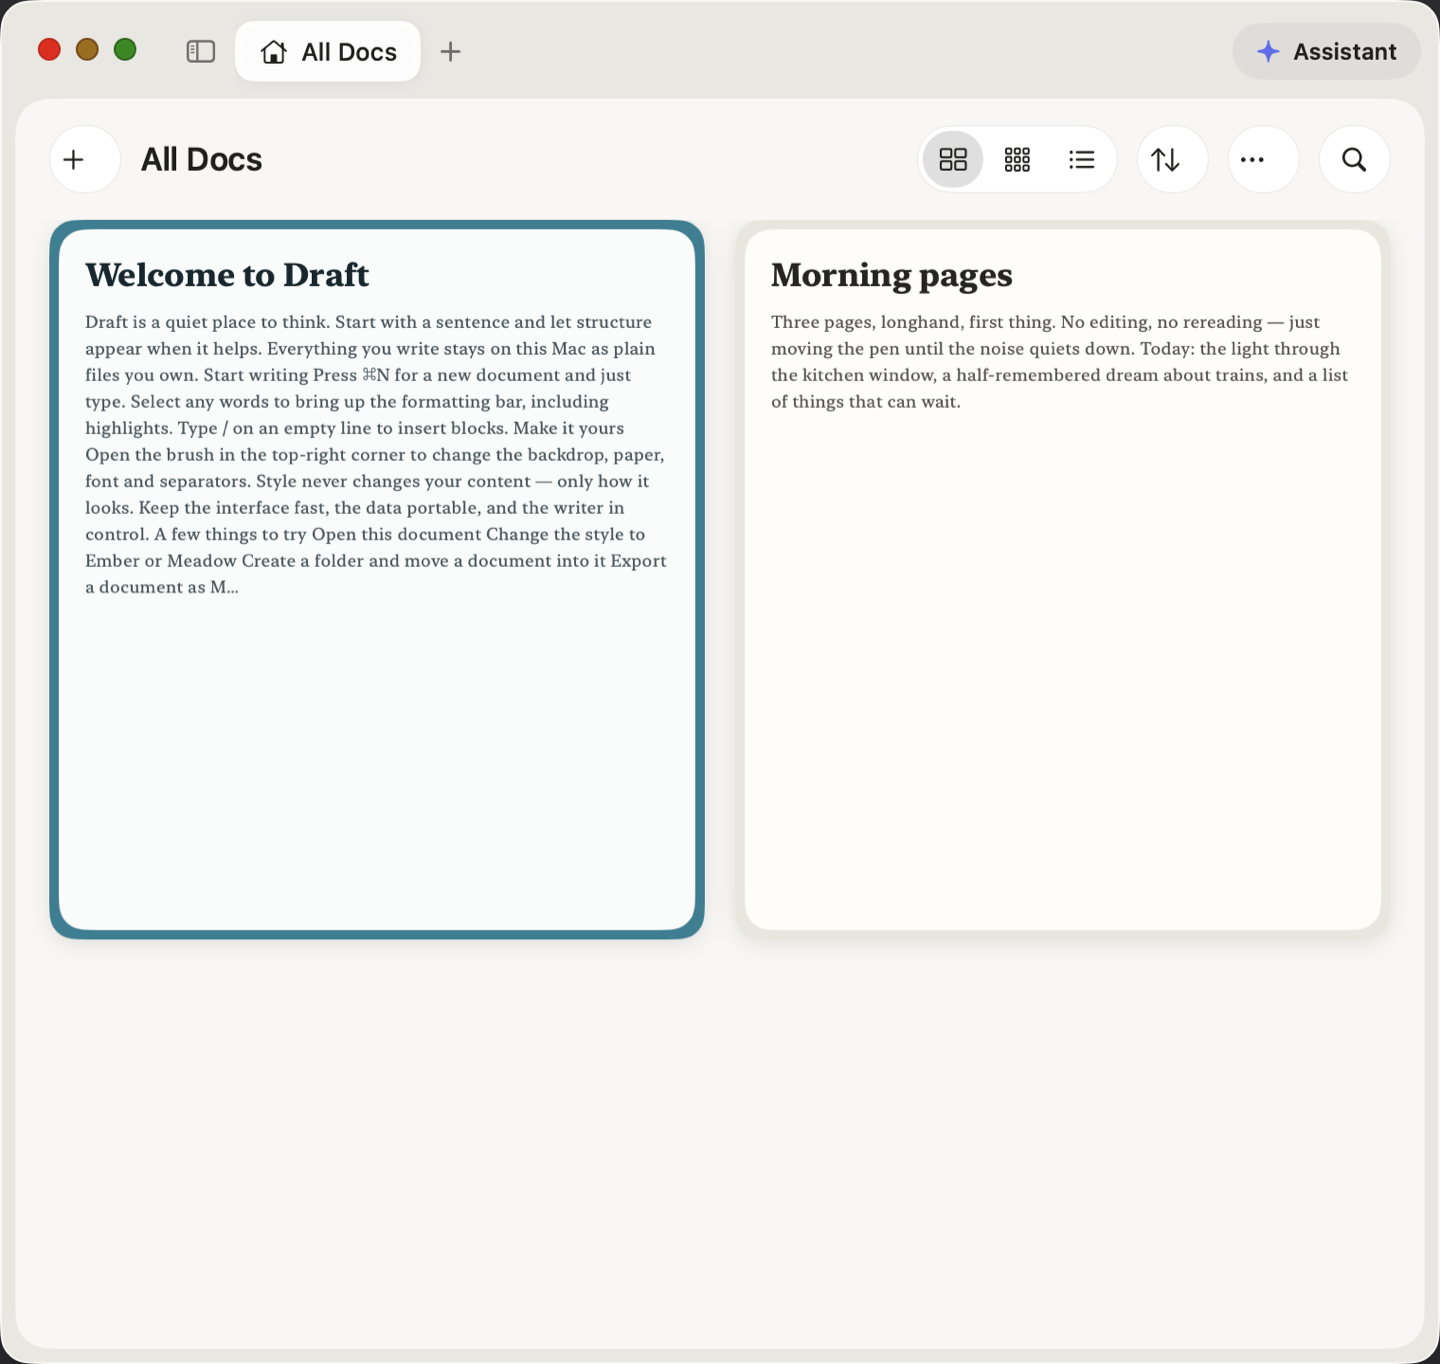 All Docs
Assistant
All Docs
Welcome to Draft
Draft is a quiet place to think. Start with a sentence and let structure
appear when it helps. Everything you write stays on this Mac as plain
files you own. Start writing Press ⌘N for a new document and just
type. Select any words to bring up the formatting bar, including
highlights. Type / on an empty line to insert blocks. Make it yours
Open the brush in the top-right corner to change the backdrop, paper,
font and separators. Style never changes your content — only how it
looks. Keep the interface fast, the data portable, and the writer in
control. A few things to try Open this document Change the style to
Ember or Meadow Create a folder and move a document into it Export
a document as M...
Morning pages
Three pages, longhand, first thing. No editing, no rereading — just
moving the pen until the noise quiets down. Today: the light through
the kitchen window, a half-remembered dream about trains, and a list
of things that can wait.